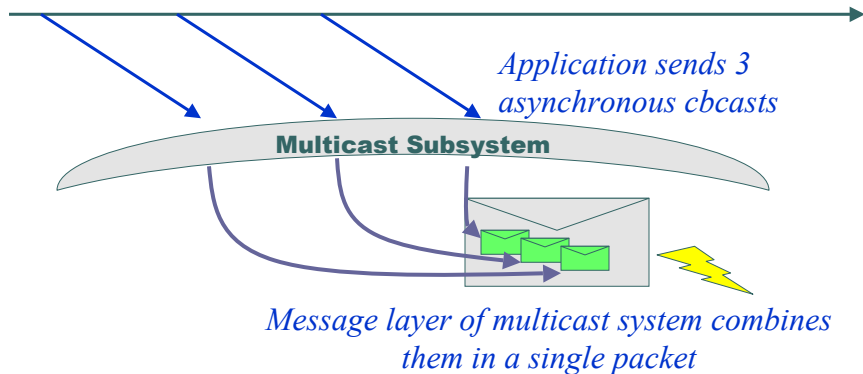 Application sends 3
asynchronous cbcasts
Multicast Subsystem
Message layer of multicast system combines
them in a single packet